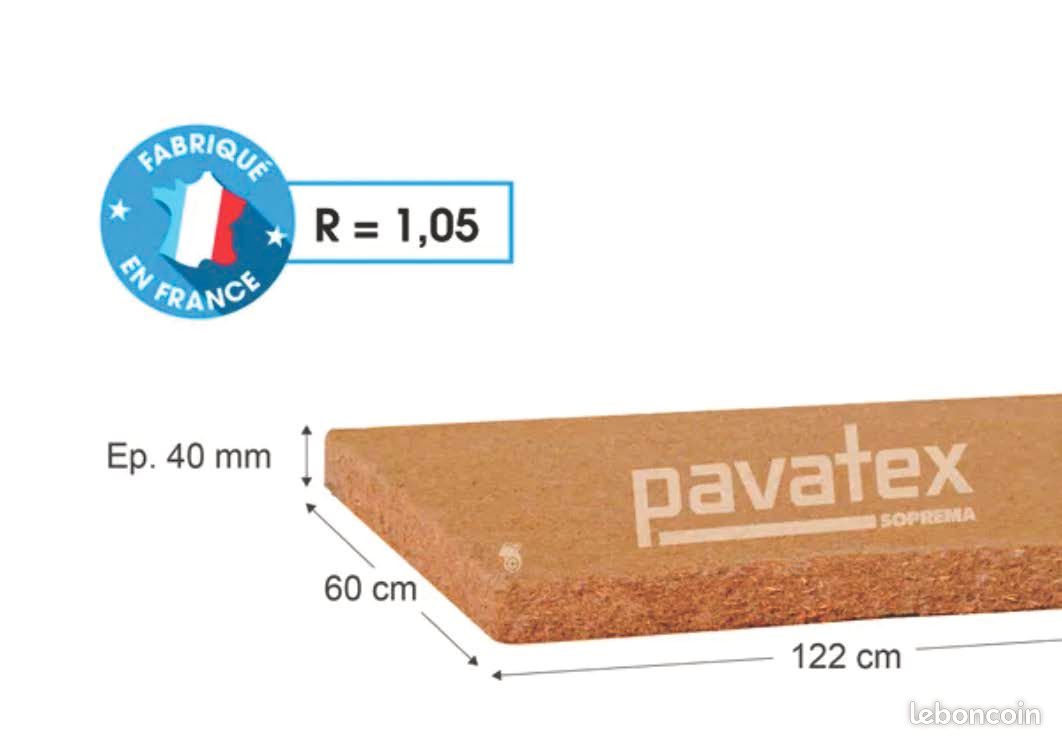 FABRIQUÉ
EN FRANCE
R = 1,05
Ep. 40 mm
pavatex
SOPREMA
60 cm
122 cm
leboncoin